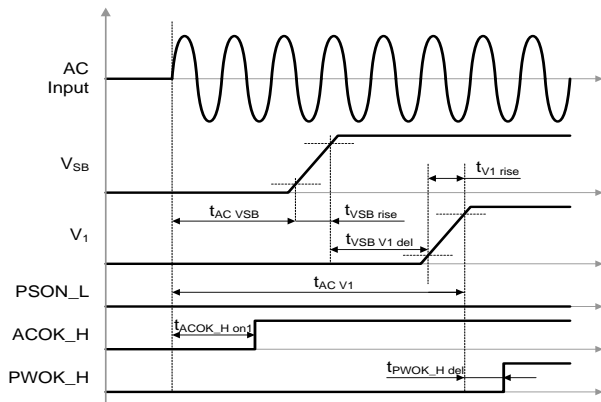 AC
Input
VSB
tV1 rise
tAC VSB
tVSB rise
V1
tVSB V1 del
tAC V1
PSON_L
tACOK_H on1
ACOK_H
tPWOK_H del
PWOK_H